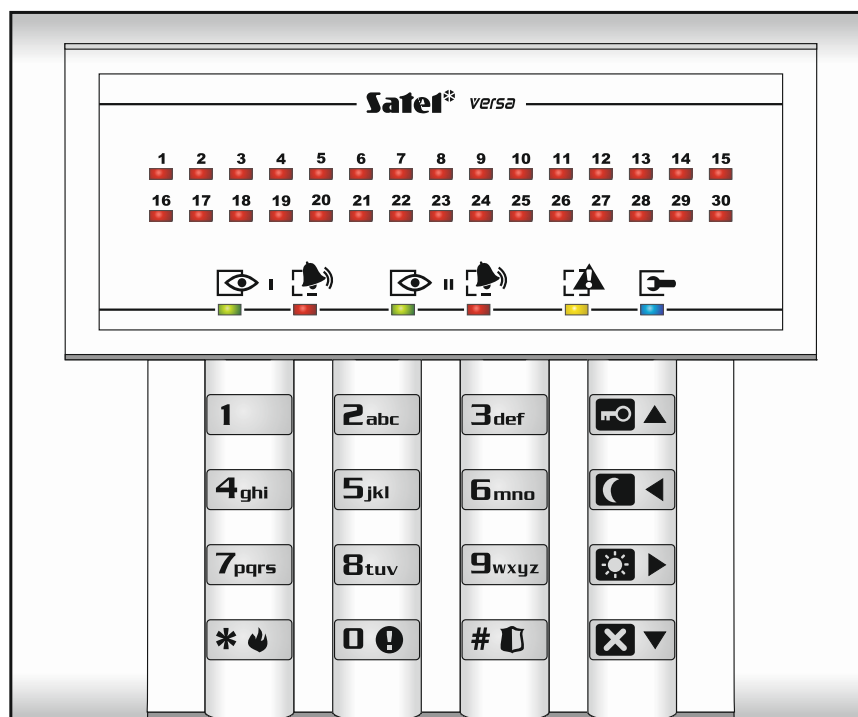 Satel* versa
1 2 3 4 5 6 7 8 9 10 11 12 13 14 15
16 17 18 19 20 21 22 23 24 25 26 27 28 29 30
I II
1 2abc 3def
4ghi 5jkl 6mno
7pqrs 8tuv 9wxyz
* 0 #